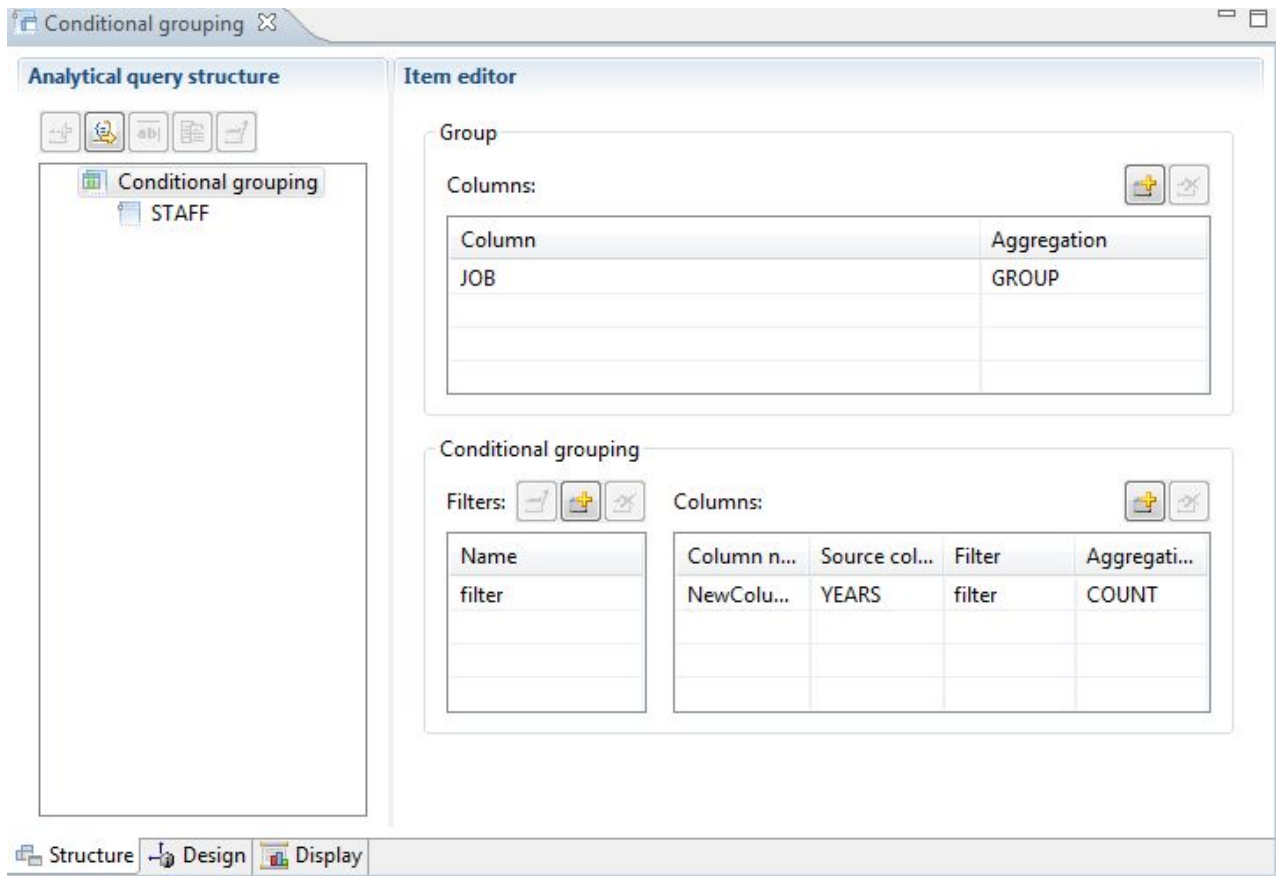 Conditional grouping
Analytical query structure
Item editor
ab|
Conditional grouping
STAFF
Group
Columns:
Column Aggregation
JOB GROUP
Conditional grouping
Filters:
Columns:
Name
filter
Column n... Source col... Filter Aggregati...
NewColu... YEARS filter COUNT
Structure Design Display